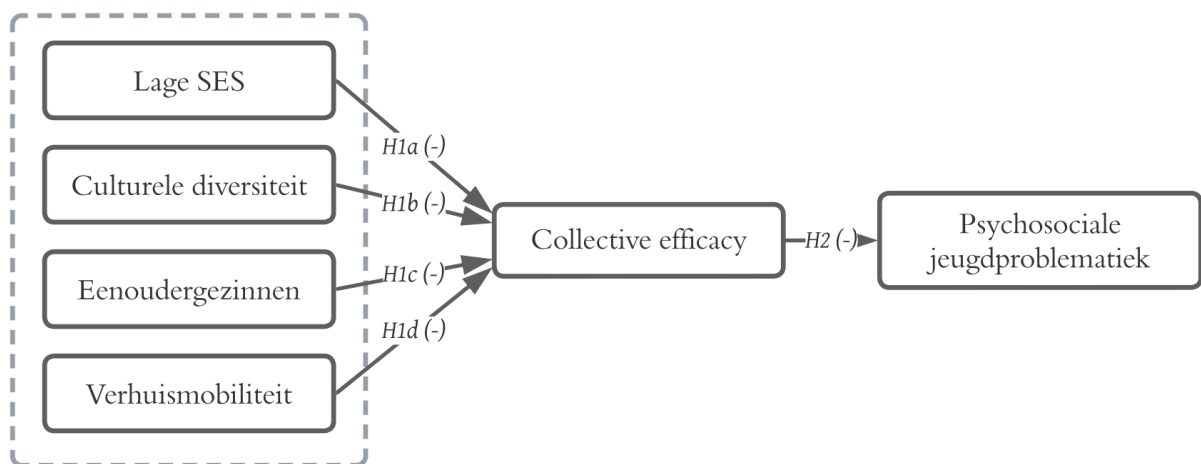 Lage SES
H1a (-)
Culturele diversiteit
H1b (-)
Collective efficacy
H2 (-)
Psychosociale
jeugdproblematiek
Eenoudergezinnen
H1c (-)
H1d (-)
Verhuismobiliteit